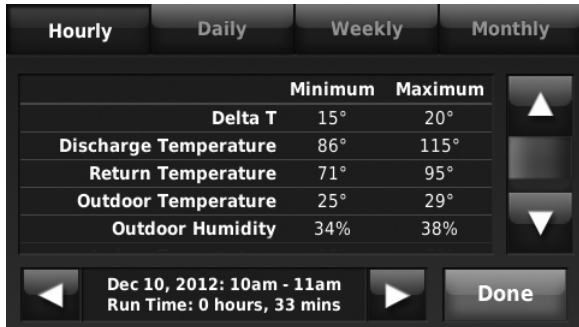 Hourly Daily Weekly Monthly
Minimum Maximum
Delta T 15° 20°
Discharge Temperature 86° 115°
Return Temperature 71° 95°
Outdoor Temperature 25° 29°
Outdoor Humidity 34% 38%
Dec 10, 2012: 10am - 11am
Run Time: 0 hours, 33 mins
Done